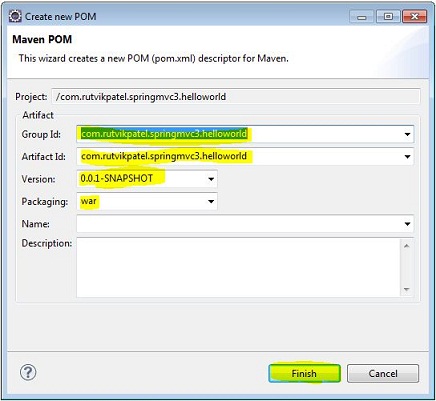 Create new POM
Maven POM
This wizard creates a new POM (pom.xml) descriptor for Maven.
Project: /com.rutvikpatel.springmvc3.helloworld
Artifact
Group Id: com.rutvikpatel.springmvc3.helloworld
Artifact Id: com.rutvikpatel.springmvc3.helloworld
Version: 0.0.1-SNAPSHOT
Packaging: war
Name:
Description:
? Finish Cancel